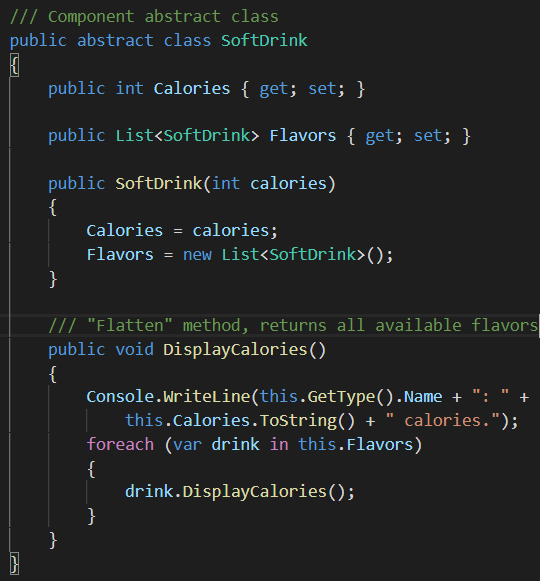 /// Component abstract class
public abstract class SoftDrink
{
    public int Calories { get; set; }

    public List<SoftDrink> Flavors { get; set; }

    public SoftDrink(int calories)
    {
        Calories = calories;
        Flavors = new List<SoftDrink>();
    }

    /// "Flatten" method, returns all available flavors
    public void DisplayCalories()
    {
        Console.WriteLine(this.GetType().Name + ": " +
            this.Calories.ToString() + " calories.");
        foreach (var drink in this.Flavors)
        {
            drink.DisplayCalories();
        }
    }
}